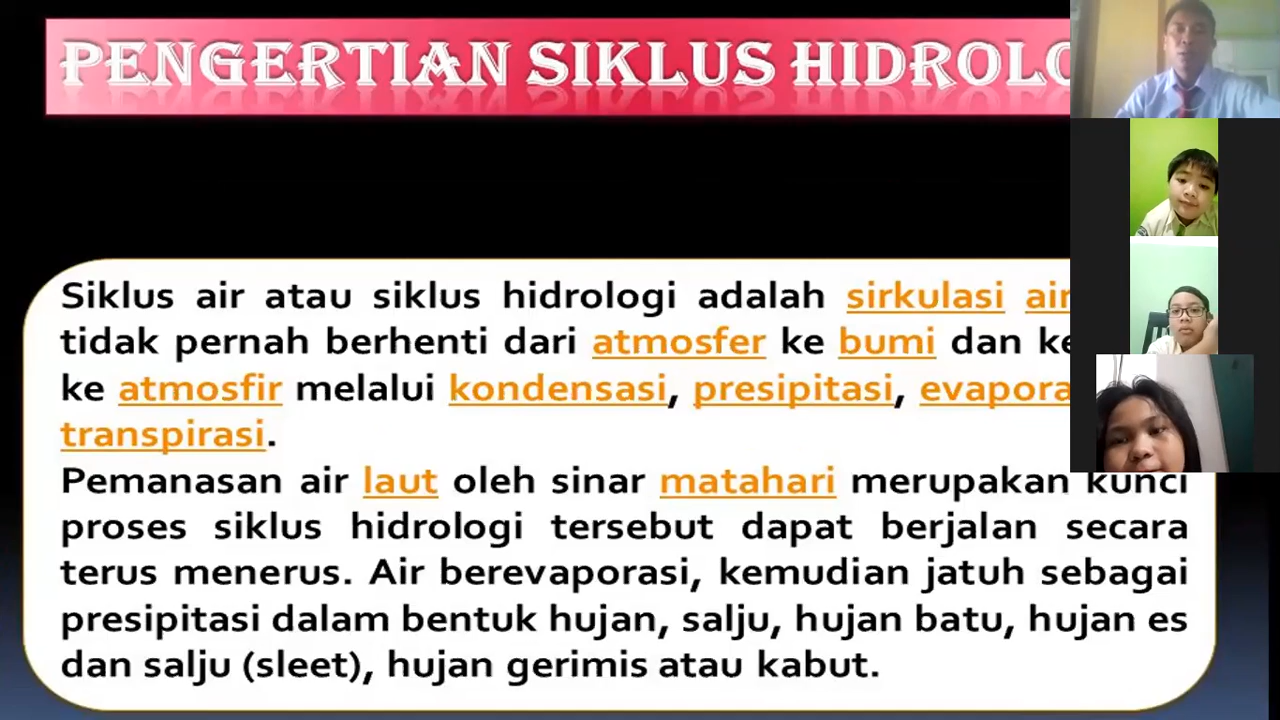 PENGERTIAN SIKLUS
Siklus air atau siklus hidrologi adalah sirkulasi air
tidak pernah berhenti dari atmosfer ke bumi dan
ke atmosfir melalui kondensasi, presipitasi,
transpirasi.
Pemanasan air laut oleh sinar matahari merupakan kunci
proses siklus hidrologi tersebut dapat berjalan secara
terus menerus. Air berevaporasi, kemudian jatuh sebagai
presipitasi dalam bentuk hujan, salju, hujan batu, hujan es
dan salju (sleet), hujan gerimis atau kabut.